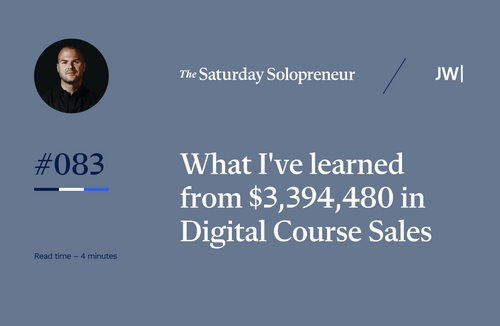 The Saturday Solopreneur
JW|
#083
What I've learned
from $3,394,480 in
Digital Course Sales
Read time – 4 minutes